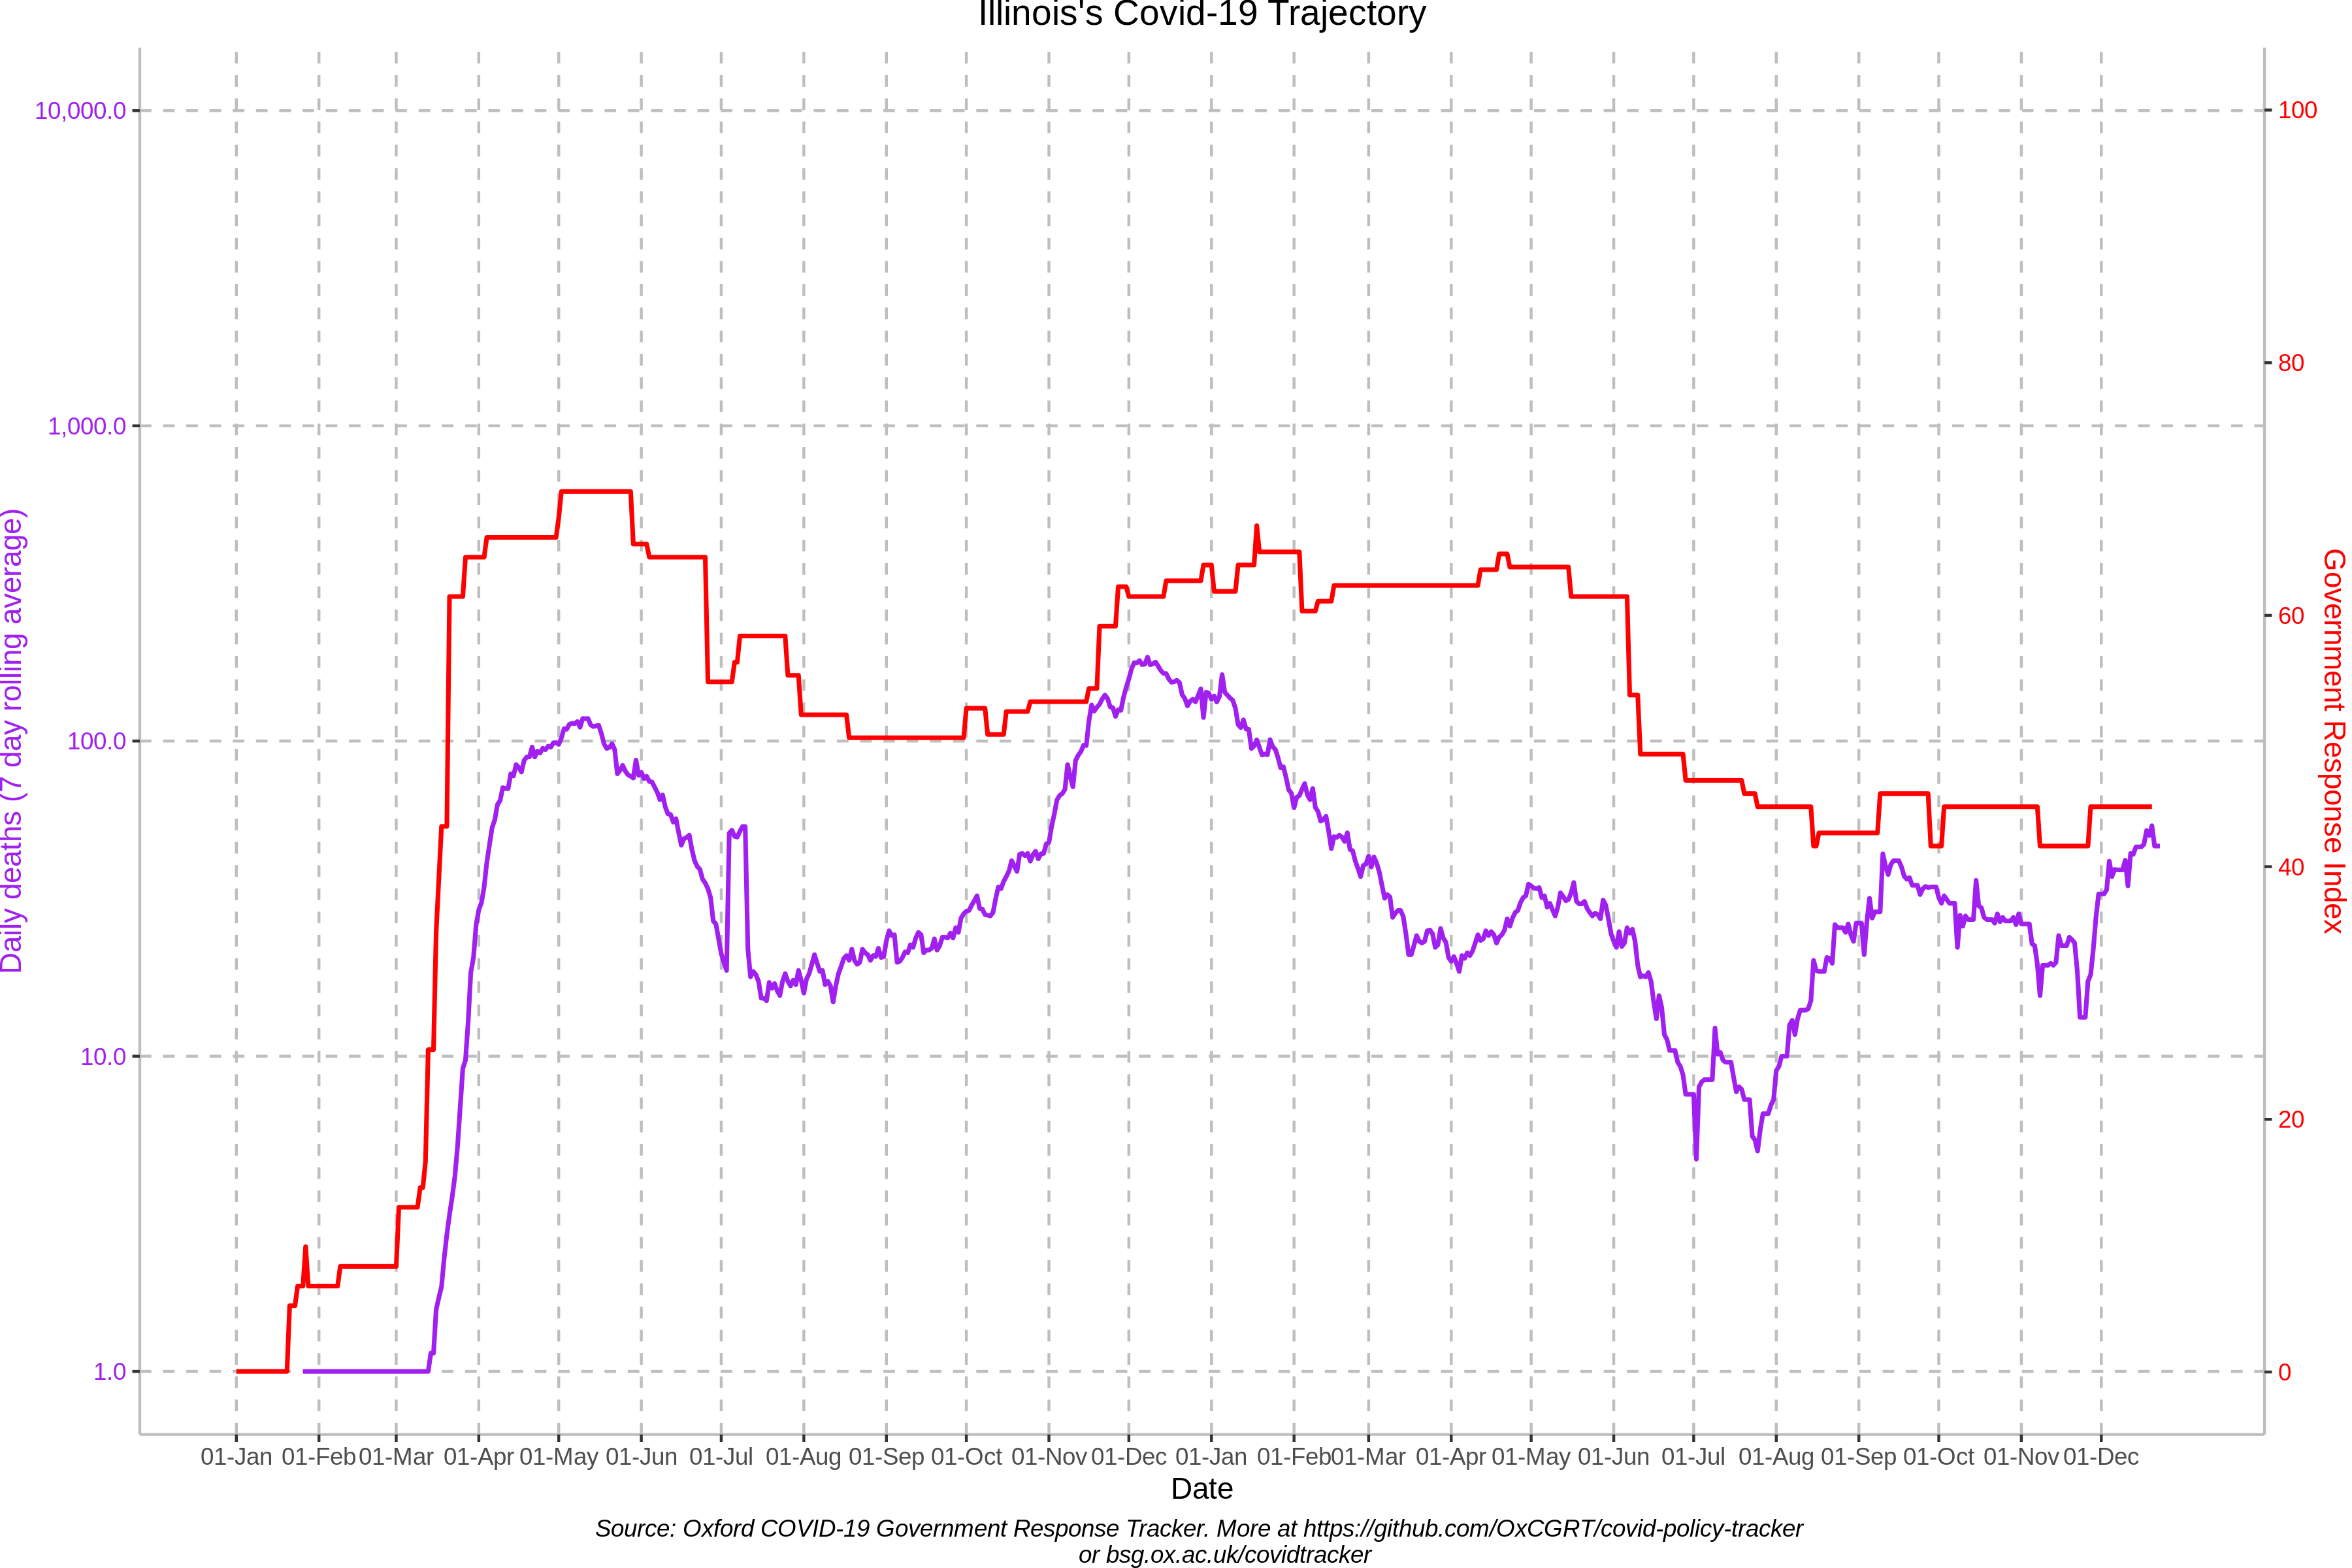 Illinois's Covid-19 Trajectory
10,000.0
1,000.0
100.0
10.0
1.0
Daily deaths (7 day rolling average)
100
80
60
40
20
0
Government Response Index
01-Jan 01-Feb 01-Mar 01-Apr 01-May 01-Jun 01-Jul 01-Aug 01-Sep 01-Oct 01-Nov 01-Dec 01-Jan 01-Feb 01-Mar 01-Apr 01-May 01-Jun 01-Jul 01-Aug 01-Sep 01-Oct 01-Nov 01-Dec
Date
Source: Oxford COVID-19 Government Response Tracker. More at https://github.com/OxCGRT/covid-policy-tracker
or bsg.ox.ac.uk/covidtracker